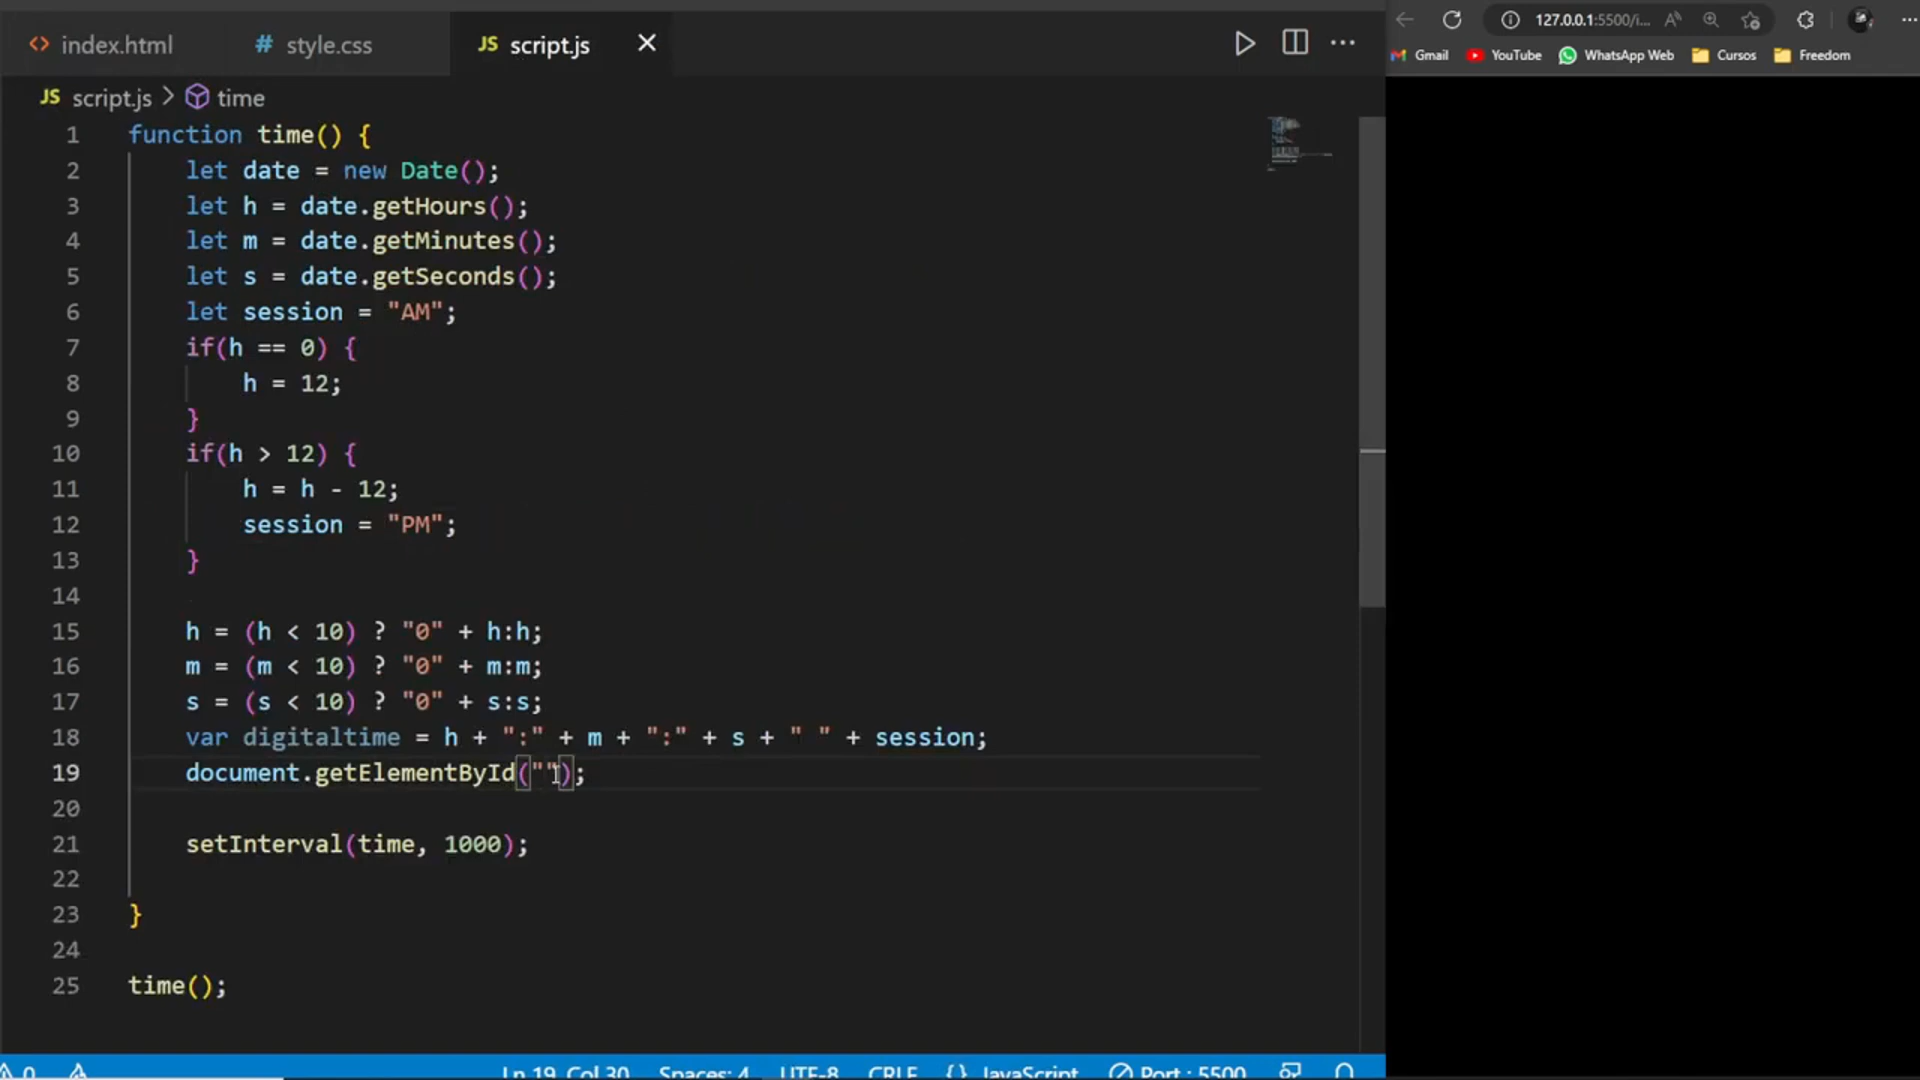 index.html
style.css
JS script.js
127.0.0.1:5500/i...
Gmail
YouTube
WhatsApp Web
Cursos
Freedom
JS script.js > time
1 function time() {
2 let date = new Date();
3 let h = date.getHours();
4 let m = date.getMinutes();
5 let s = date.getSeconds();
6 let session = "AM";
7 if(h == 0) {
8 h = 12;
9 }
10 if(h > 12) {
11 h = h - 12;
12 session = "PM";
13 }
14
15 h = (h < 10) ? "0" + h:h;
16 m = (m < 10) ? "0" + m:m;
17 s = (s < 10) ? "0" + s:s;
18 var digitaltime = h + ":" + m + ":" + s + " " + session;
19 document.getElementById("");
20
21 setInterval(time, 1000);
22
23 }
24
25 time();
0 Ln 19, Col 30 Spaces: 4 UTF-8 CRLF {} JavaScript Port : 5500